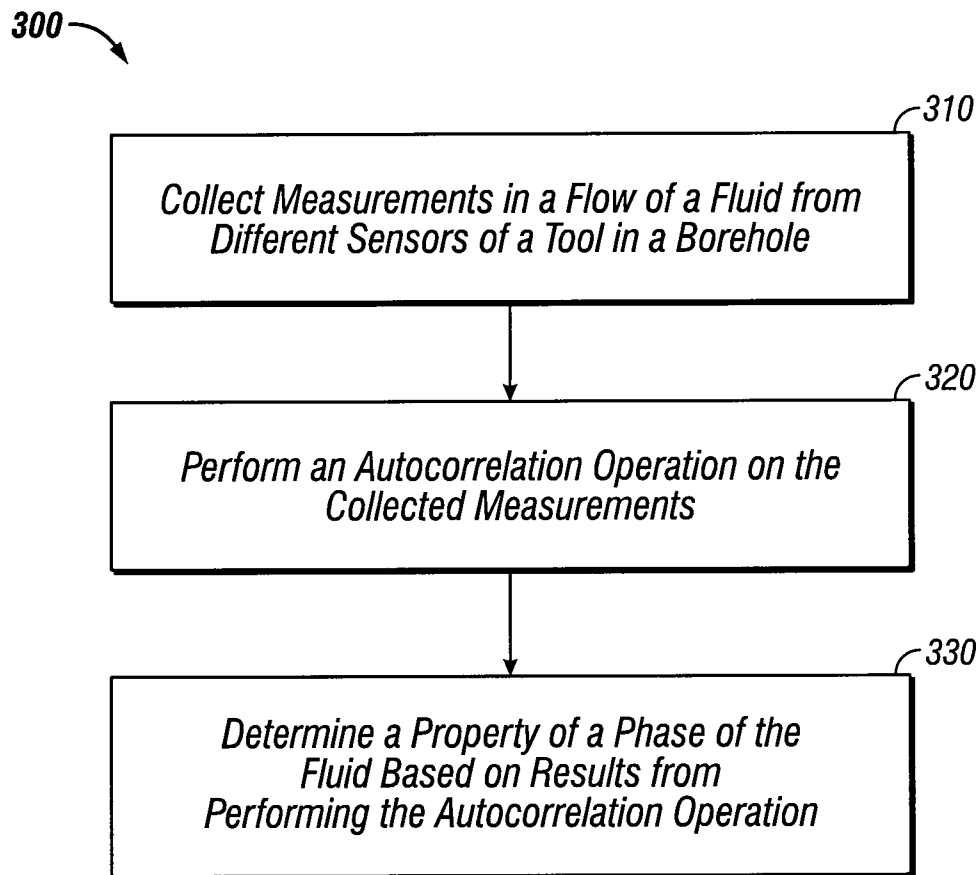 300
310
Collect Measurements in a Flow of a Fluid from
Different Sensors of a Tool in a Borehole
320
Perform an Autocorrelation Operation on the
Collected Measurements
330
Determine a Property of a Phase of the
Fluid Based on Results from
Performing the Autocorrelation Operation